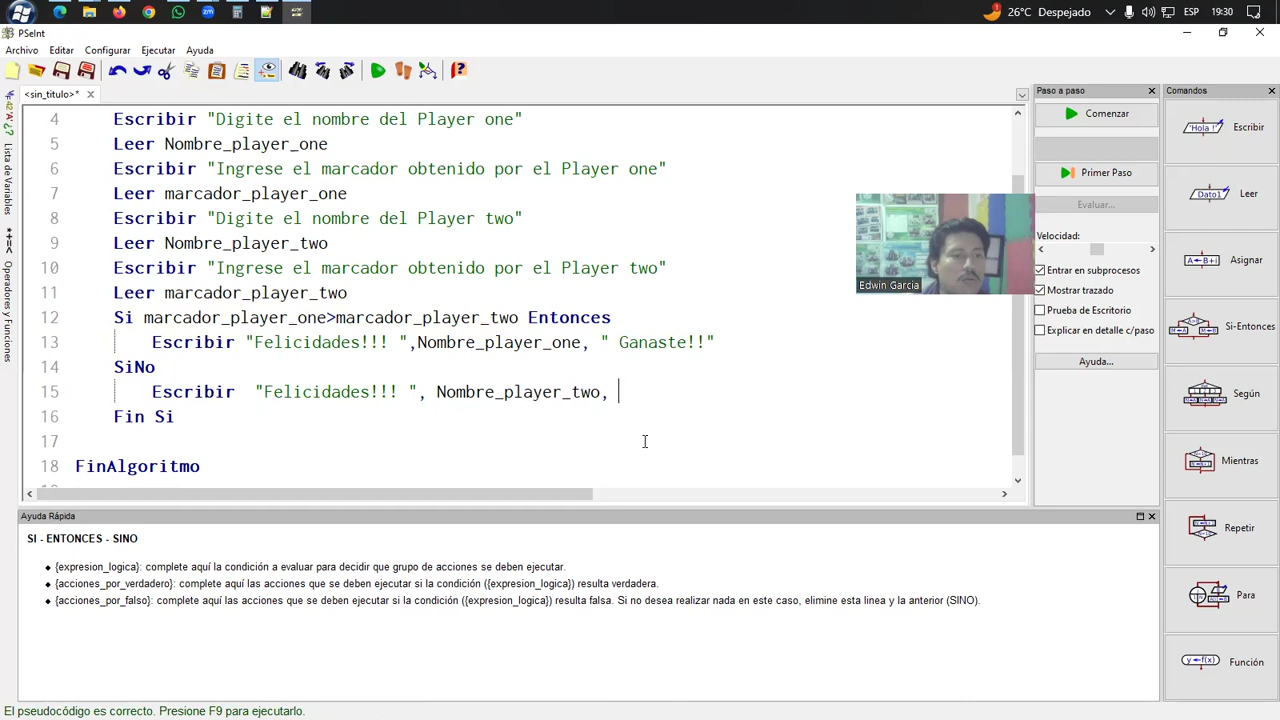 26°C Despejado
ESP
19:30
PSeInt
Archivo Editar Configurar Ejecutar Ayuda
<sin_titulo>*
4 Escribir "Digite el nombre del Player one"
5 Leer Nombre_player_one
6 Escribir "Ingrese el marcador obtenido por el Player one"
7 Leer marcador_player_one
8 Escribir "Digite el nombre del Player two"
9 Leer Nombre_player_two
10 Escribir "Ingrese el marcador obtenido por el Player two"
11 Leer marcador_player_two
12 Si marcador_player_one>marcador_player_two Entonces
13 Escribir "Felicidades!!! ",Nombre_player_one, " Ganaste!!"
14 SiNo
15 Escribir  "Felicidades!!! ", Nombre_player_two,
16 Fin Si
17
18 FinAlgoritmo
Lista de Variables
Operadores y Funciones
Edwin Garcia
Paso a paso
Comenzar
Primer Paso
Evaluar...
Velocidad:
Entrar en subprocesos
Mostrar trazado
Prueba de Escritorio
Explicar en detalle c/paso
Ayuda...
Comandos
'Hola !' Escribir
Dato1 Leer
A←B+I Asignar
Si-Entonces
Según
Mientras
Repetir
Para
y←f(x) Función
Ayuda Rápida
SI - ENTONCES - SINO
{expresion_logica}: complete aquí la condición a evaluar para decidir que grupo de acciones se deben ejecutar.
{acciones_por_verdadero}: complete aquí las acciones que se deben ejecutar si la condición ({expresion_logica}) resulta verdadera.
{acciones_por_falso}: complete aquí las acciones que se deben ejecutar si la condición ({expresion_logica}) resulta falsa. Si no desea realizar nada en este caso, elimine esta linea y la anterior (SINO).
El pseudocódigo es correcto. Presione F9 para ejecutarlo.